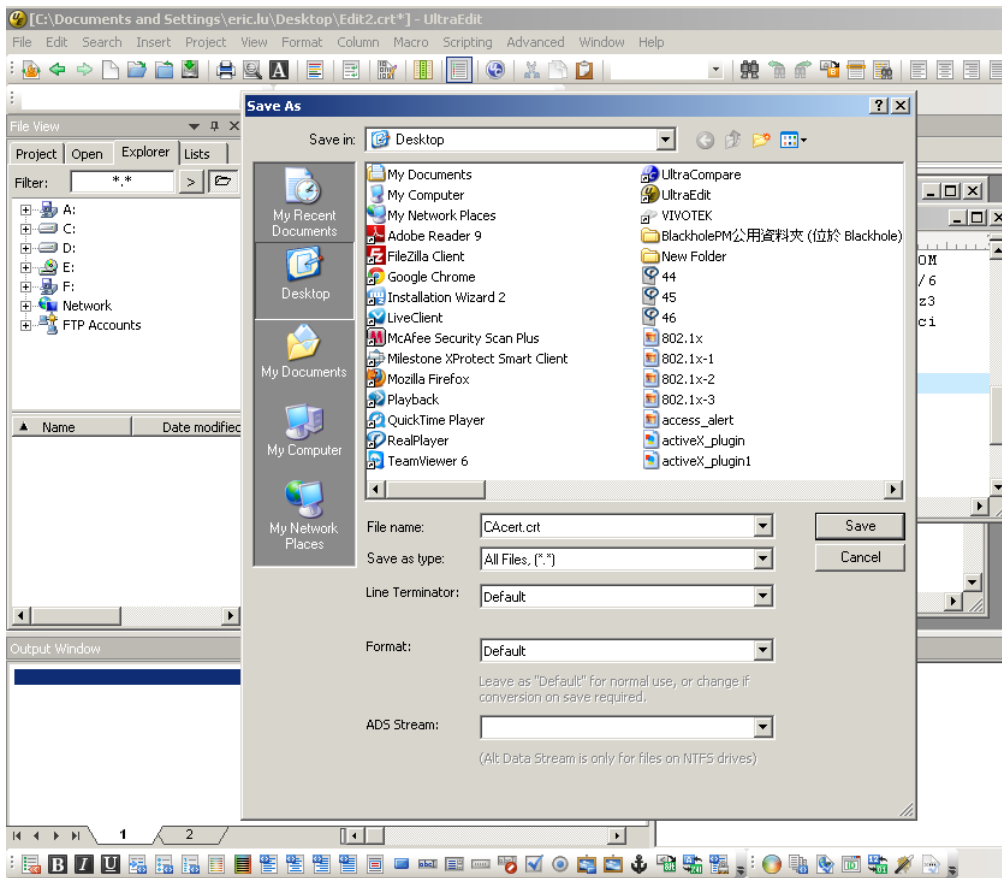 [C:\Documents and Settings\eric.lu\Desktop\Edit2.crt*] - UltraEdit
File Edit Search Insert Project View Format Column Macro Scripting Advanced Window Help
Save As
File View
Save in: Desktop
Project Open Explorer Lists
Filter: *.* >
A:
C:
D:
E:
F:
Network
FTP Accounts
Name Date modified
My Recent Documents
Desktop
My Documents
My Computer
My Network Places
My Documents
My Computer
My Network Places
Adobe Reader 9
FileZilla Client
Google Chrome
Installation Wizard 2
LiveClient
McAfee Security Scan Plus
Milestone XProtect Smart Client
Mozilla Firefox
Playback
QuickTime Player
RealPlayer
TeamViewer 6
UltraCompare
UltraEdit
VIVOTEK
BlackholePM公用資料夾 (位於 Blackhole)
New Folder
44
45
46
802.1x
802.1x-1
802.1x-2
802.1x-3
access_alert
activeX_plugin
activeX_plugin1
OM
/6
z3
ci
File name: CAcert.crt Save
Save as type: All Files, (*.*) Cancel
Line Terminator: Default
Format: Default
Leave as "Default" for normal use, or change if
conversion on save required.
ADS Stream:
(Alt Data Stream is only for files on NTFS drives)
Output Window
1 2
B I U